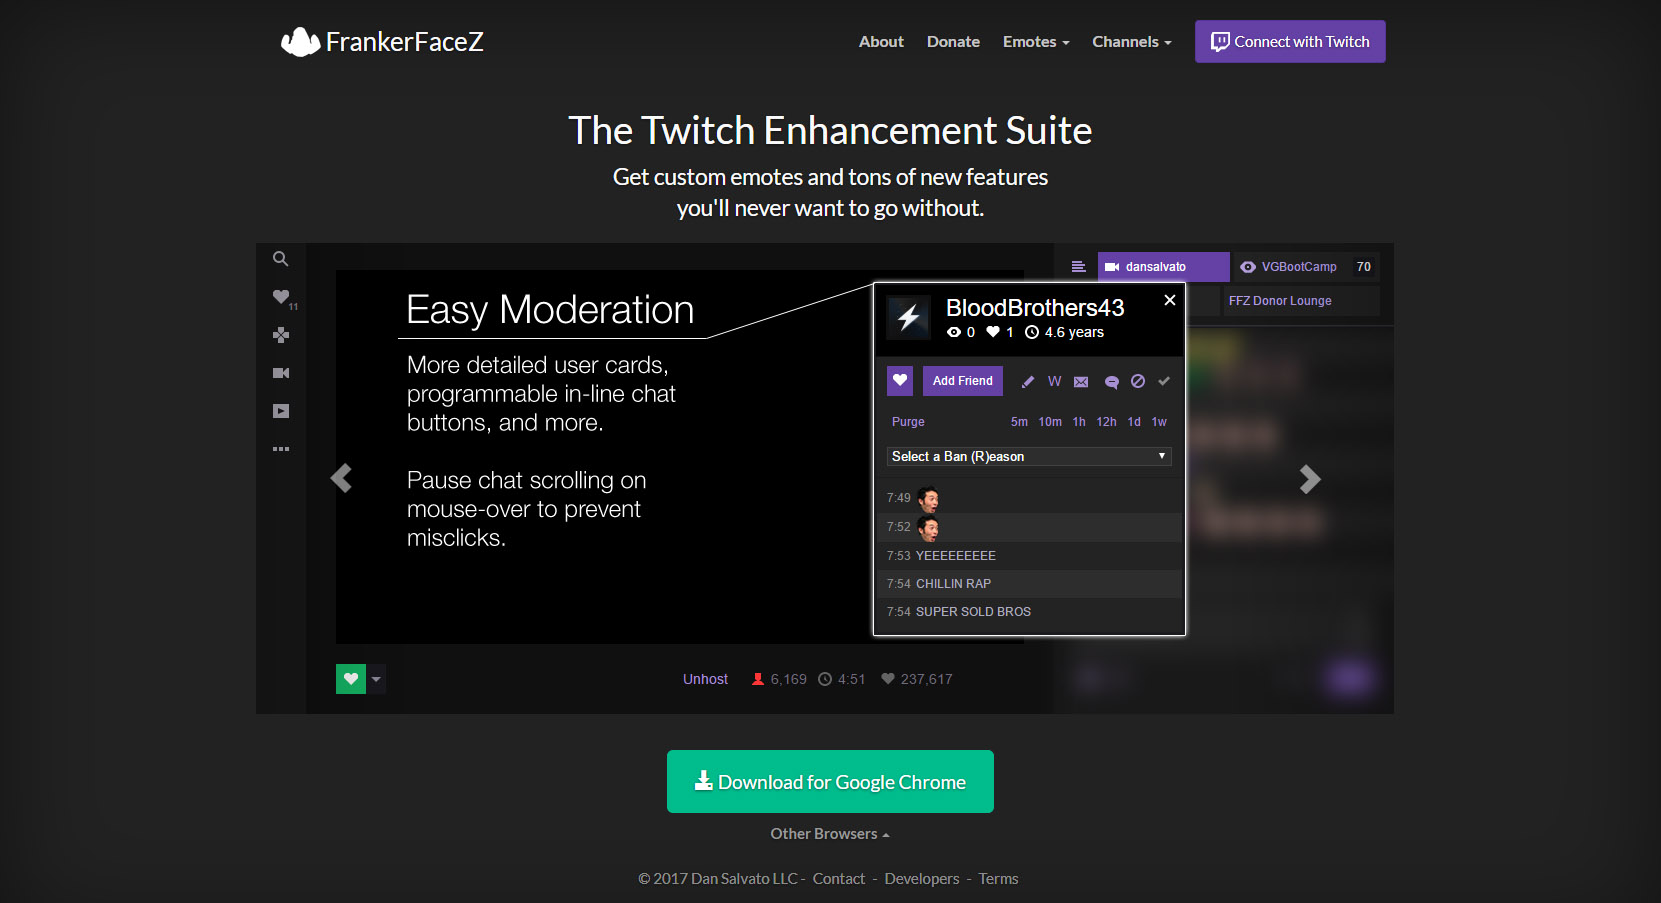 FrankerFaceZ
About Donate Emotes Channels Connect with Twitch
The Twitch Enhancement Suite
Get custom emotes and tons of new features
you'll never want to go without.
11
Easy Moderation
More detailed user cards,
programmable in-line chat
buttons, and more.
Pause chat scrolling on
mouse-over to prevent
misclicks.
dansalvato VGBootCamp 70
FFZ Donor Lounge
BloodBrothers43
0 1 4.6 years
Add Friend W
Purge 5m 10m 1h 12h 1d 1w
Select a Ban (R)eason
7:49
7:52
7:53 YEEEEEEEEE
7:54 CHILLIN RAP
7:54 SUPER SOLD BROS
Unhost 6,169 4:51 237,617
Download for Google Chrome
Other Browsers
© 2017 Dan Salvato LLC - Contact - Developers - Terms